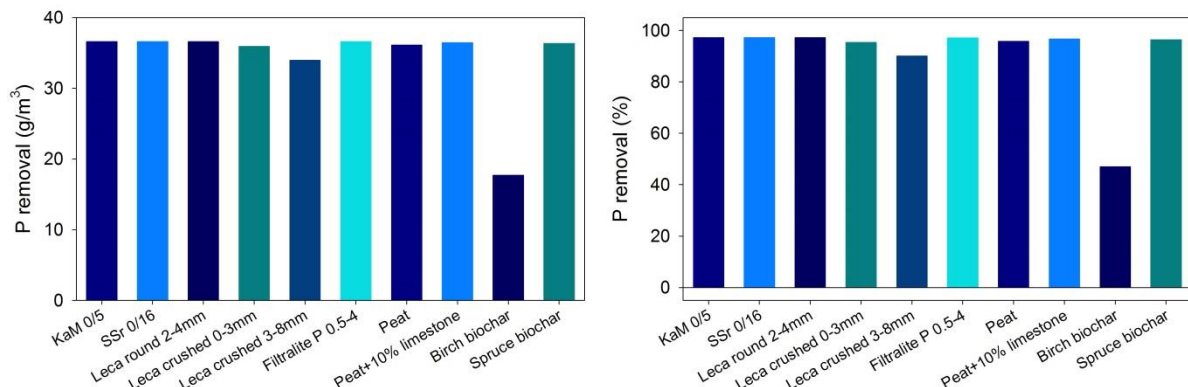 P removal (g/m³)
40
30
20
10
0
KaM 0/5
SSr 0/16
Leca round 2-4mm
Leca crushed 0-3mm
Leca crushed 3-8mm
Filtralite P 0.5-4
Peat
Peat+10% limestone
Birch biochar
Spruce biochar
P removal (%)
100
80
60
40
20
0
KaM 0/5
SSr 0/16
Leca round 2-4mm
Leca crushed 0-3mm
Leca crushed 3-8mm
Filtralite P 0.5-4
Peat
Peat+10% limestone
Birch biochar
Spruce biochar